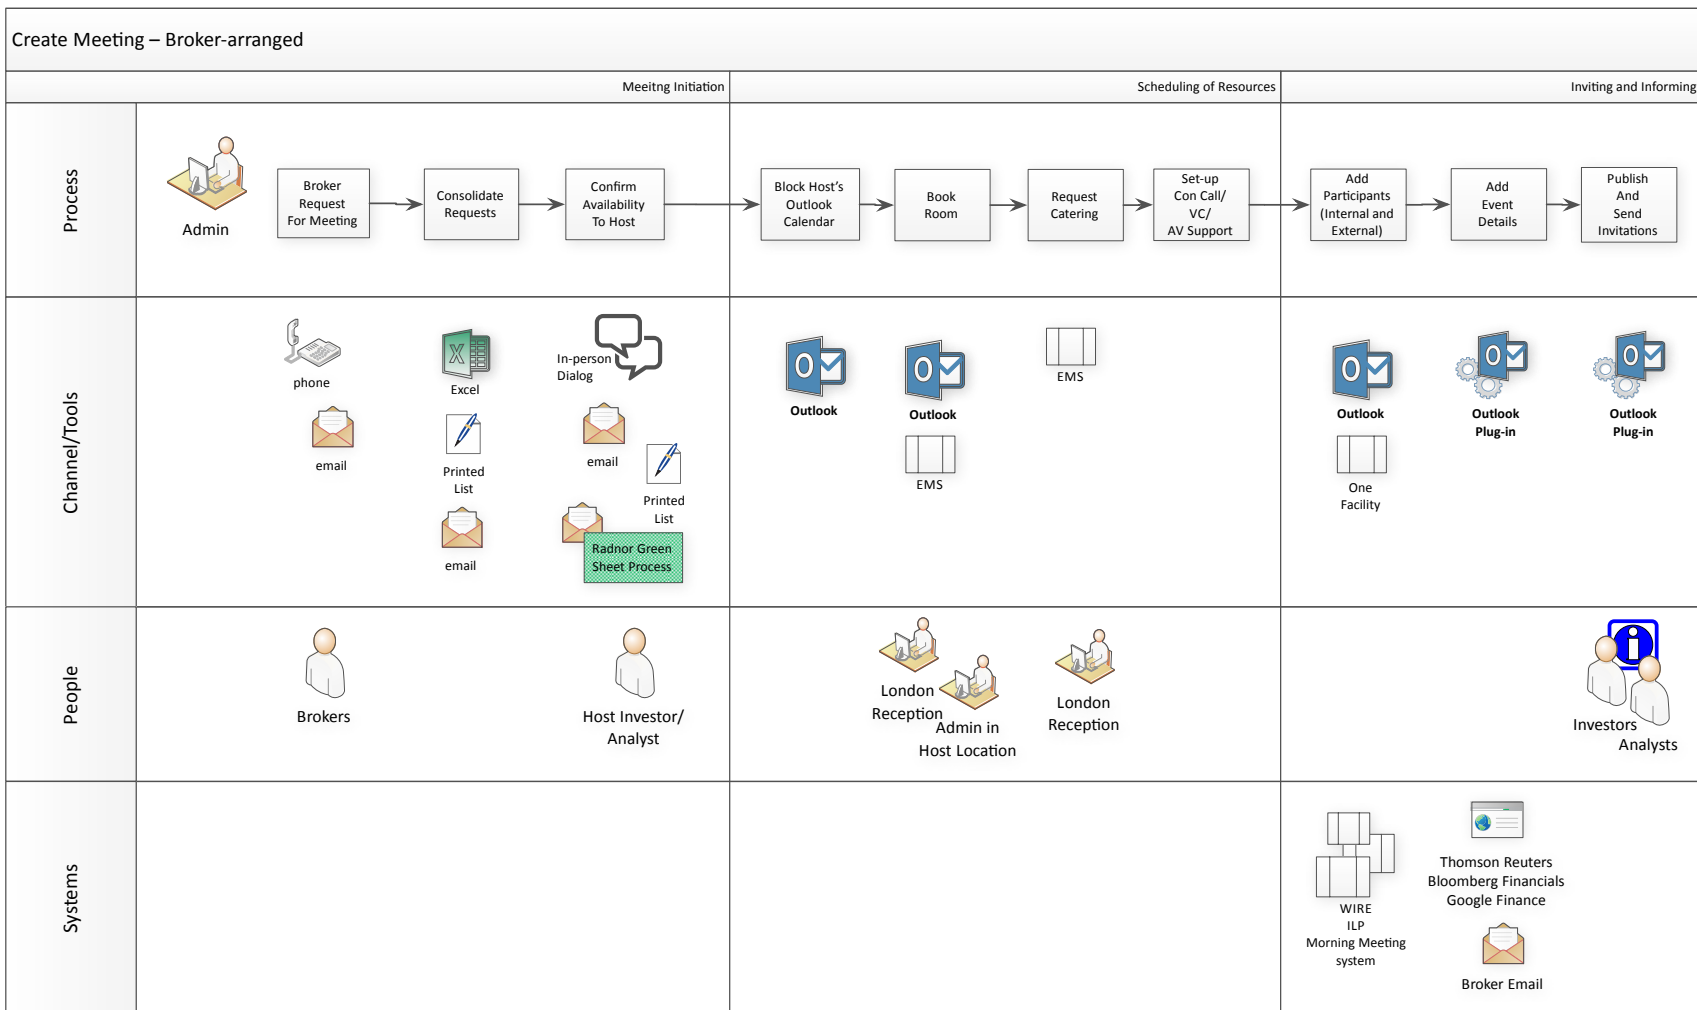 Create Meeting – Broker-arranged
Meeitng Initiation
Scheduling of Resources
Inviting and Informing
Process
Admin
Broker
Request
For Meeting
Consolidate
Requests
Confirm
Availability
To Host
Block Host's
Outlook
Calendar
Book
Room
Request
Catering
Set-up
Con Call/
VC/
AV Support
Add
Participants
(Internal and
External)
Add
Event
Details
Publish
And
Send
Invitations
Channel/Tools
phone
email
X
Excel
Printed
List
email
In-person
Dialog
email
Printed
List
Radnor Green
Sheet Process
O
Outlook
O
Outlook
EMS
EMS
O
Outlook
One
Facility
O
Outlook
Plug-in
O
Outlook
Plug-in
People
Brokers
Host Investor/
Analyst
London
Reception
Admin in
Host Location
London
Reception
i
Investors
Analysts
Systems
WIRE
ILP
Morning Meeting
system
Thomson Reuters
Bloomberg Financials
Google Finance
Broker Email